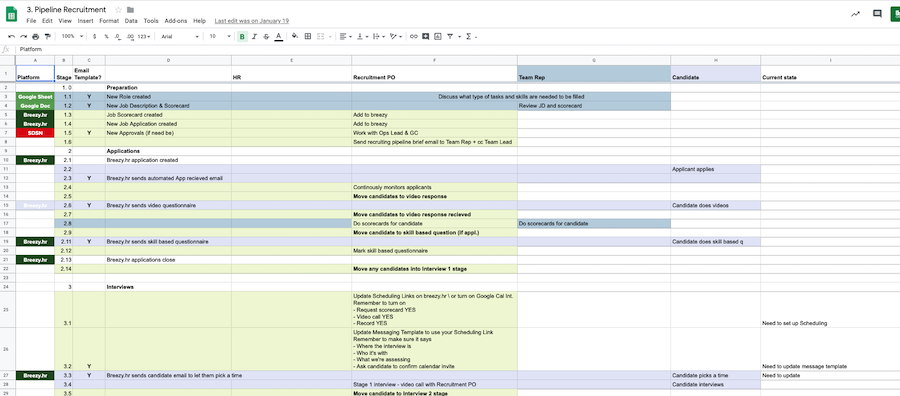 3. Pipeline Recruitment
File Edit View Insert Format Data Tools Add-ons Help Last edit was on January 19
100% $ % .0 .00 123 Arial 10 B I S A
fx Platform
A B C D E F G H I
1 Platform Stage Email Template? HR Recruitment PO Team Rep Candidate Current state
2 1.0 Preparation
3 Google Sheet 1.1 Y New Role created Discuss what type of tasks and skills are needed to be filled
4 Google Doc 1.2 Y New Job Description & Scorecard Review JD and scorecard
5 Breezy.hr 1.3 Job Scorecard created Add to breezy
6 Breezy.hr 1.4 New Job Application created Add to breezy
7 SDSN 1.5 Y New Approvals (if need be) Work with Ops Lead & GC
8 1.6 Send recruiting pipeline brief email to Team Rep + cc Team Lead
9 2 Applications
10 Breezy.hr 2.1 Breezy.hr application created
11 2.2 Applicant applies
12 2.3 Y Breezy.hr sends automated App recieved email
13 2.4 Continously monitors applicants
14 2.5 Move candidates to video response
15 Breezy.hr 2.6 Y Breezy.hr sends video questionnaire Candidate does videos
16 2.7 Move candidates to video response recieved
17 2.8 Do scorecards for candidate Do scorecards for candidate
18 2.9 Move candidate to skill based question (if appl.)
19 Breezy.hr 2.11 Y Breezy.hr sends skill based questionnaire Candidate does skill based q
20 2.12 Mark skill based questionnaire
21 Breezy.hr 2.13 Breezy.hr applications close
22 2.14 Move any candidates into Interview 1 stage
23
24 3 Interviews
Update Scheduling Links on breezy.hr \ or turn on Google Cal Int.
Remember to turn on
- Request scorecard YES
- Video call YES
- Record YES
25 3.1 Need to set up Scheduling
Update Messaging Template to use your Scheduling Link
Remember to make sure it says
- Where the interview is
- Who it's with
- What we're assessing
- Ask candidate to confirm calendar invite
26 3.2 Y Need to update message template
27 Breezy.hr 3.3 Y Breezy.hr sends candidate email to let them pick a time Candidate picks a time Need to update
28 3.4 Stage 1 interview - video call with Recruitment PO Candidate interviews
29 3.5 Move candidate to Interview 2 stage